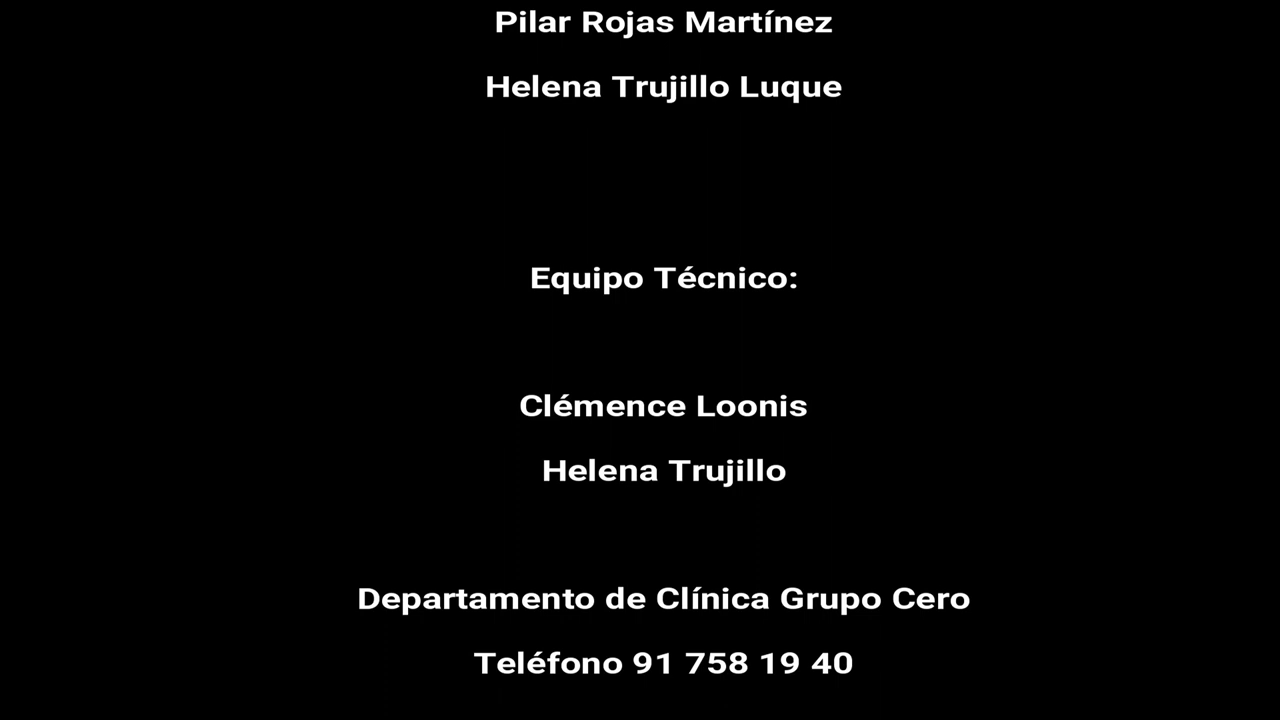 Pilar Rojas Martínez
Helena Trujillo Luque
Equipo Técnico:
Clémence Loonis
Helena Trujillo
Departamento de Clínica Grupo Cero
Teléfono 91 758 19 40